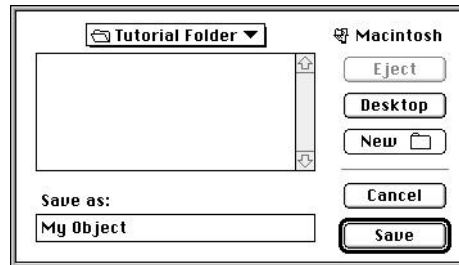 Tutorial Folder
Macintosh
Eject
Desktop
New
Save as:
My Object
Cancel
Save